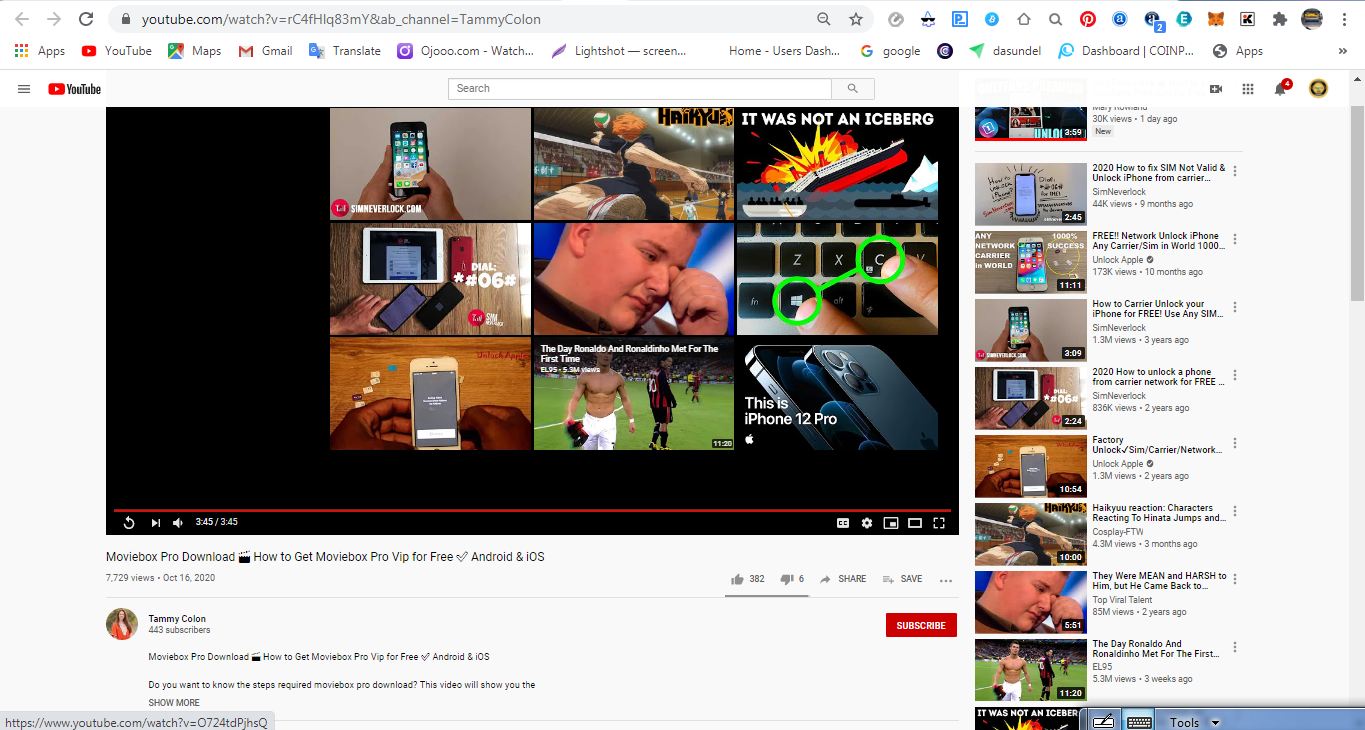 youtube.com/watch?v=rC4fHIq83mY&ab_channel=TammyColon
2
Apps
YouTube
Maps
Gmail
Translate
Ojooo.com - Watch...
Lightshot — screen...
Home - Users Dash...
google
dasundel
Dashboard | COINP...
Apps
»
YouTube
Search
4
SIMNEVERLOCK.COM
HAIKYUU
IT WAS NOT AN ICEBERG
DIAL:
*#06#
SIM
Z X C V
fn alt
Unlock Apple
The Day Ronaldo And Ronaldinho Met For The
First Time
EL95 • 5.3M views
11:20
This is
iPhone 12 Pro
3:45 / 3:45
Moviebox Pro Download 🎬 How to Get Moviebox Pro Vip for Free ✅ Android & iOS
7,729 views • Oct 16, 2020
382
6
SHARE
SAVE
Tammy Colon
443 subscribers
SUBSCRIBE
Moviebox Pro Download 🎬 How to Get Moviebox Pro Vip for Free ✅ Android & iOS
Do you want to know the steps required moviebox pro download? This video will show you the
SHOW MORE
Mary Rowland
30K views • 1 day ago
New
UNLO
3:59
2020 How to fix SIM Not Valid &
Unlock iPhone from carrier...
SimNeverlock
44K views • 9 months ago
2:45
ANY
NETWORK
CARRIER
in WORLD
1000%
SUCCESS
11:11
FREE!! Network Unlock iPhone
Any Carrier/Sim in World 1000...
Unlock Apple
173K views • 10 months ago
How to Carrier Unlock your
iPhone for FREE! Use Any SIM...
SimNeverlock
1.3M views • 3 years ago
SIMNEVERLOCK.COM
3:09
2020 How to unlock a phone
from carrier network for FREE ...
SimNeverlock
836K views • 2 years ago
DIAL:
*#06#
2:24
Factory
Unlock✓Sim/Carrier/Network...
Unlock Apple
1.3M views • 2 years ago
10:54
HAIKYUU
Haikyuu reaction: Characters
Reacting To Hinata Jumps and...
Cosplay-FTW
4.3M views • 3 months ago
10:00
They Were MEAN and HARSH to
Him, but He Came Back to...
Top Viral Talent
85M views • 2 years ago
5:51
The Day Ronaldo And
Ronaldinho Met For The First...
EL95
5.3M views • 3 weeks ago
11:20
IT WAS NOT AN ICEBERG
https://www.youtube.com/watch?v=O724tdPjhsQ
Tools